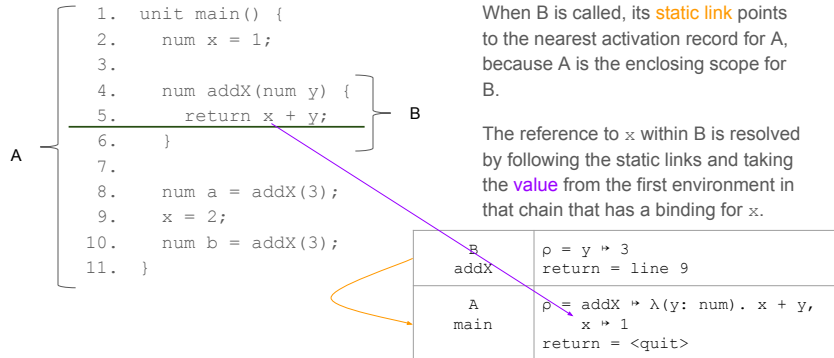 1. unit main() {
2. num x = 1;
3.
4. num addX(num y) {
5. return x + y;
6. }
7.
8. num a = addX(3);
9. x = 2;
10. num b = addX(3);
11. }
A
B
When B is called, its static link points
to the nearest activation record for A,
because A is the enclosing scope for
B.
The reference to x within B is resolved
by following the static links and taking
the value from the first environment in
that chain that has a binding for x.
B
addX
ρ = y ↦ 3
return = line 9
A
main
ρ = addX ↦ λ(y: num). x + y,
x ↦ 1
return = <quit>